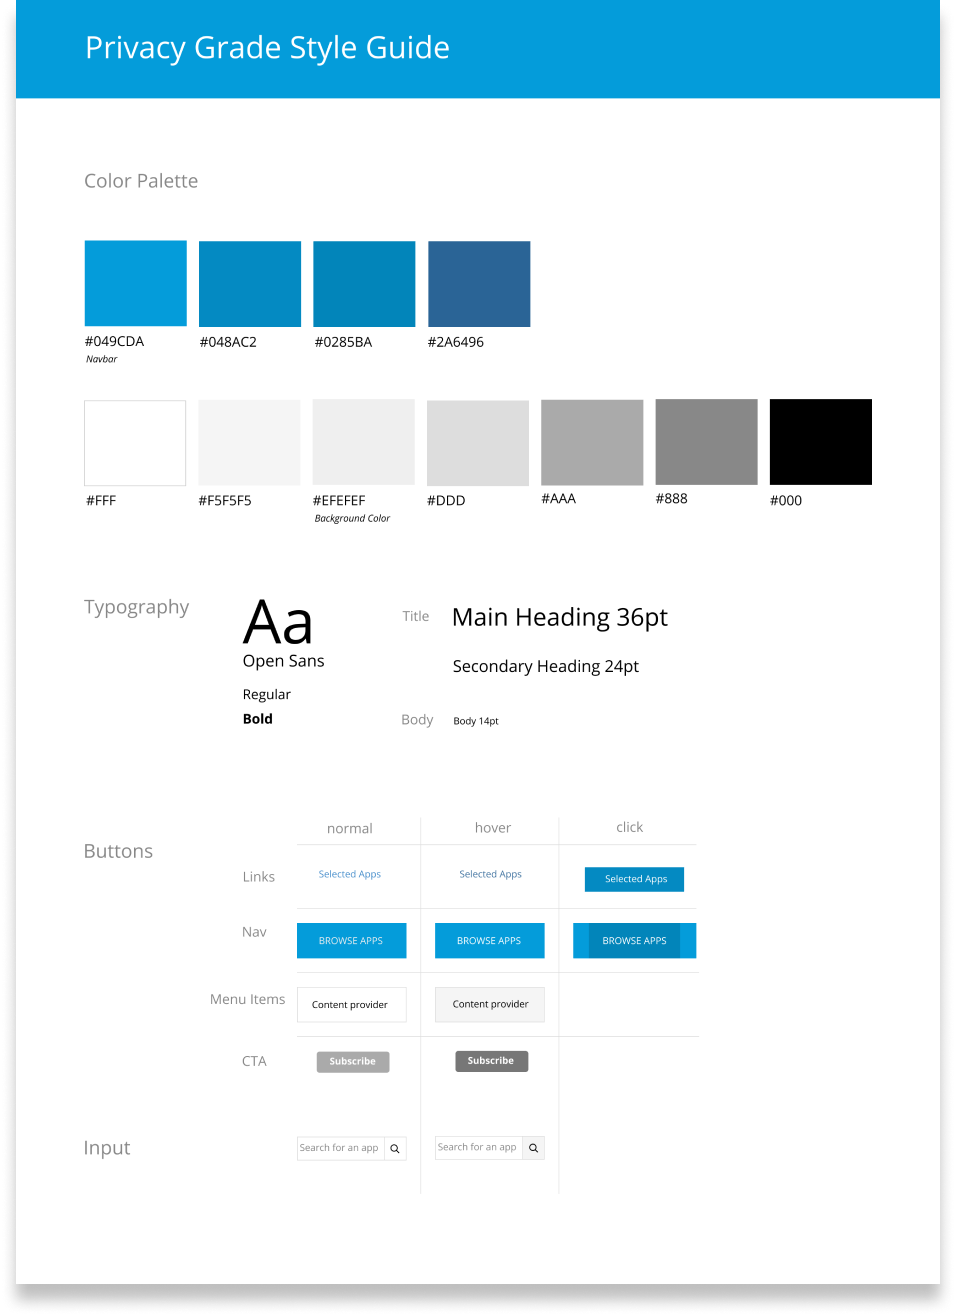 Privacy Grade Style Guide
Color Palette
#049CDA
#048AC2
#0285BA
#2A6496
Navbar
#FFF
#F5F5F5
#EFEFEF
#DDD
#AAA
#888
#000
Background Color
Typography
Aa
Open Sans
Regular
Bold
Title
Main Heading 36pt
Secondary Heading 24pt
Body
Body 14pt
Buttons
normal
hover
click
Links
Selected Apps
Selected Apps
Selected Apps
Nav
BROWSE APPS
BROWSE APPS
BROWSE APPS
Menu Items
Content provider
Content provider
CTA
Subscribe
Subscribe
Input
Search for an app
Search for an app